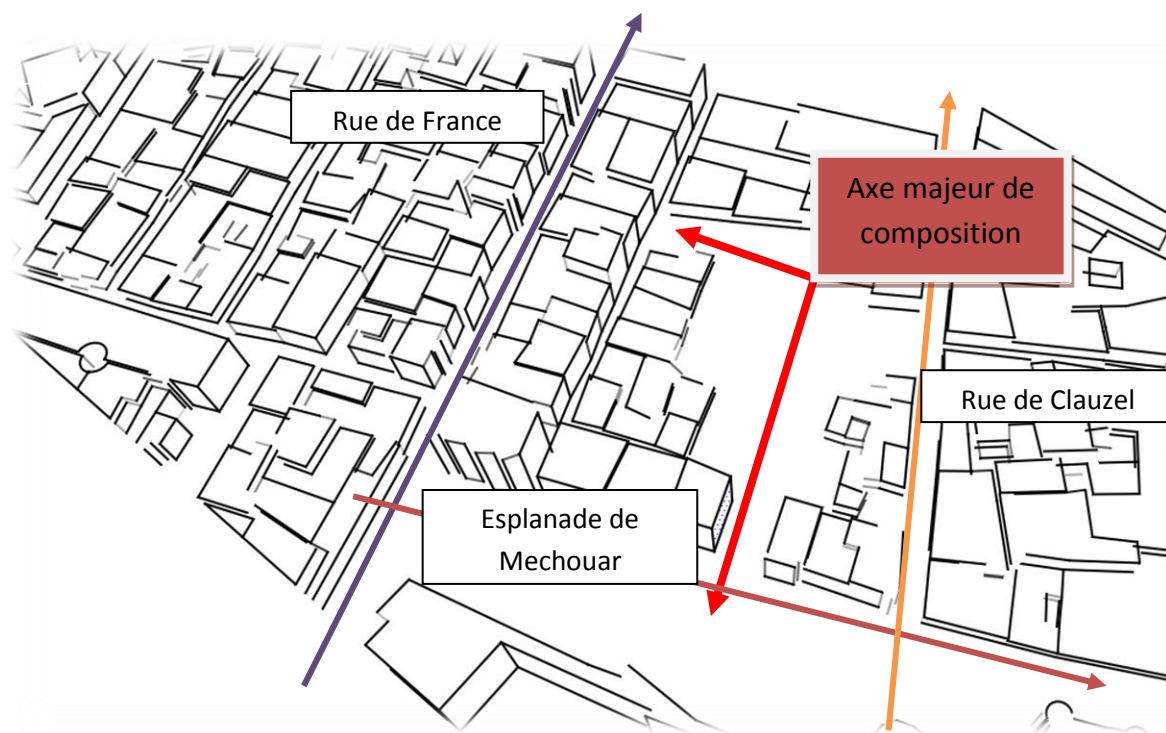 Rue de France
Axe majeur de
composition
Rue de Clauzel
Esplanade de
Mechouar